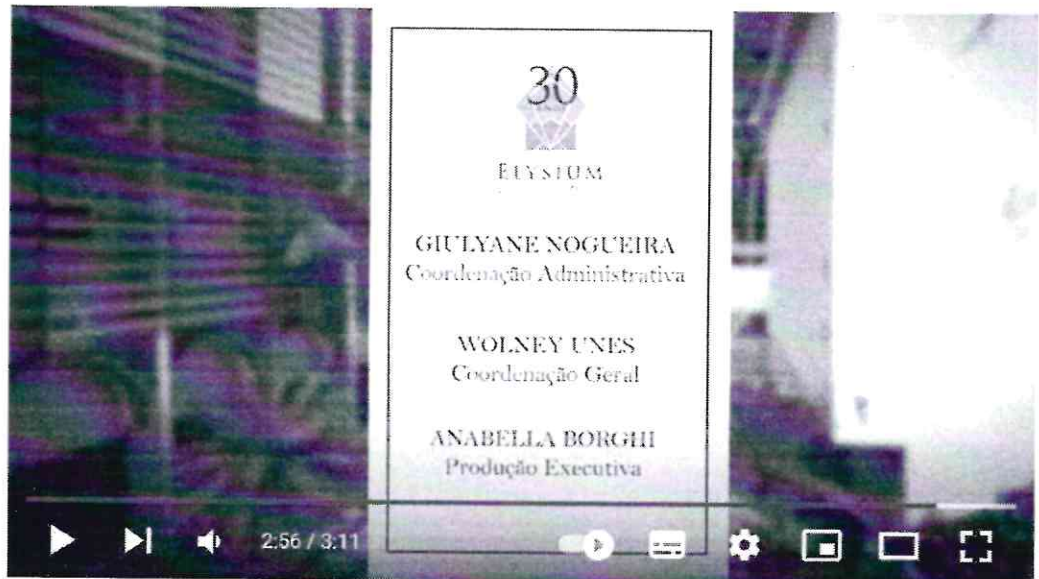 30
ELYSIUM
GIULYANE NOGUEIRA
Coordenação Administrativa
WOLNEY UNES
Coordenação Geral
ANABELLA BORGHI
Produção Executiva
2:56 / 3:11